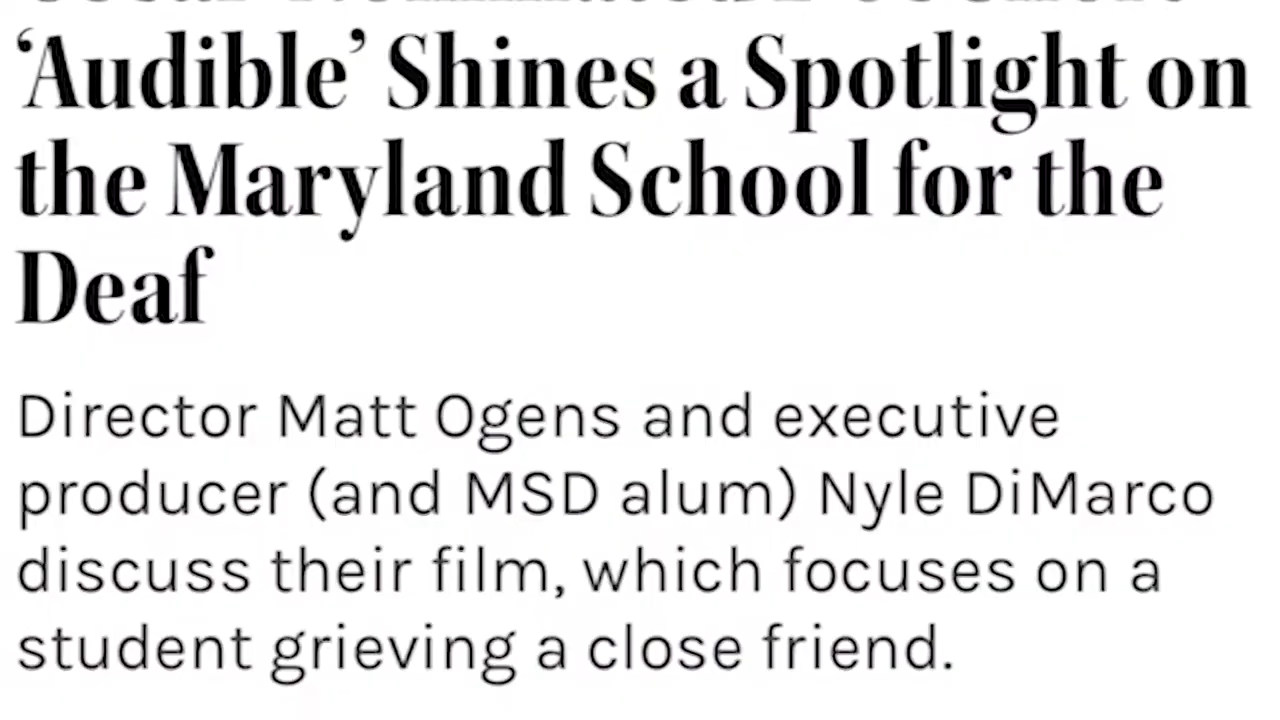 ‘Audible’ Shines a Spotlight on
the Maryland School for the
Deaf
Director Matt Ogens and executive
producer (and MSD alum) Nyle DiMarco
discuss their film, which focuses on a
student grieving a close friend.